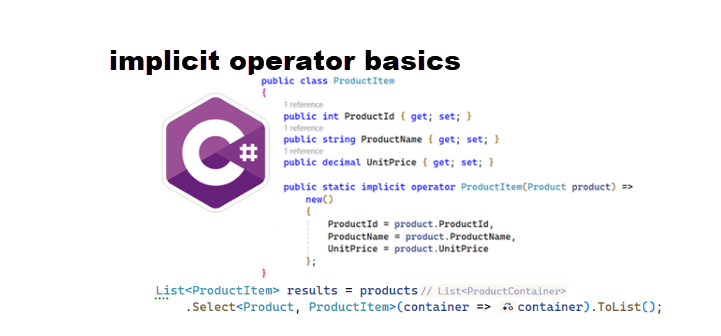 implicit operator basics
public class ProductItem
{
1 reference
public int ProductId { get; set; }
1 reference
public string ProductName { get; set; }
1 reference
public decimal UnitPrice { get; set; }
public static implicit operator ProductItem(Product product) =>
new()
{
ProductId = product.ProductId,
ProductName = product.ProductName,
UnitPrice = product.UnitPrice
};
}
C#
List<ProductItem> results = products // List<ProductContainer>
.Select<Product, ProductItem>(container => container).ToList();